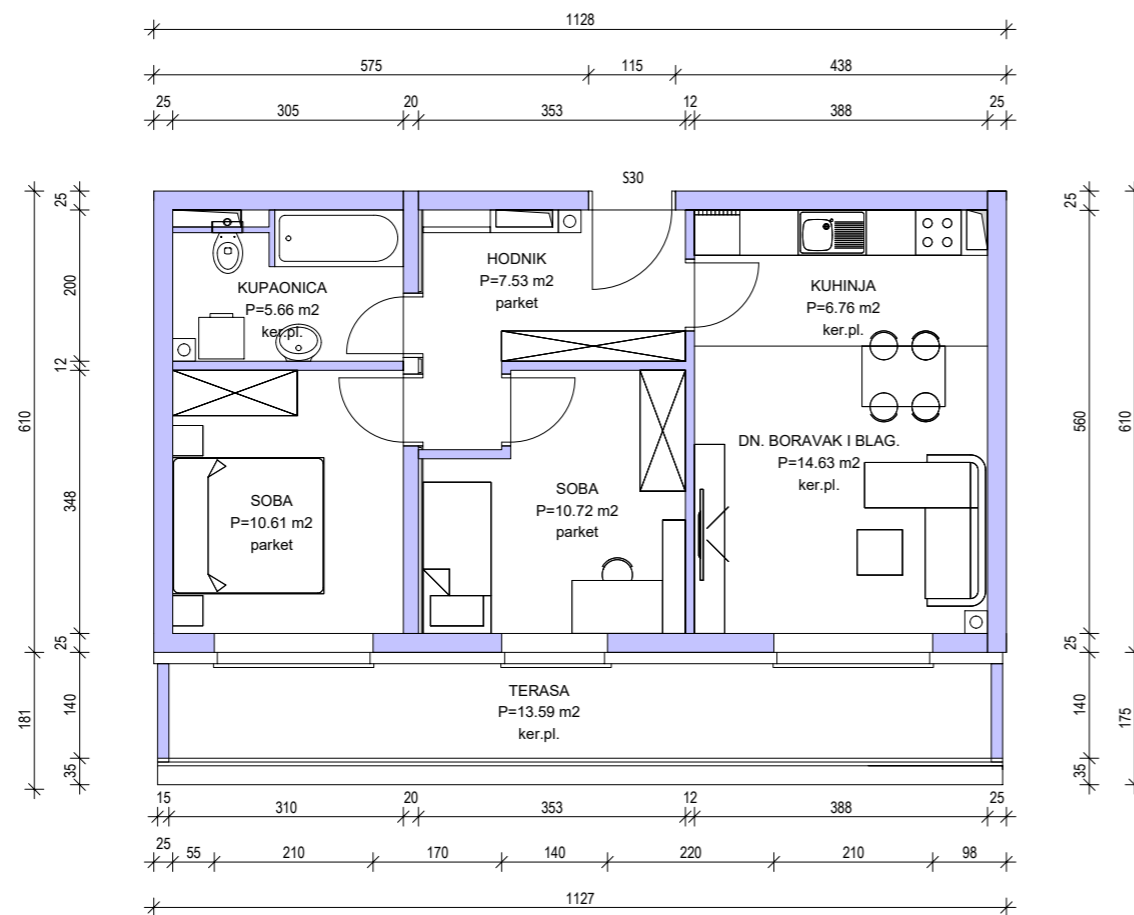 1128
575 115 438
25 305 20 353 12 388 25
S30
25 200 12 348 25 140 35
610 181
25 560 25 140 35
610 175
KUPAONICA
P=5.66 m2
ker.pl.
HODNIK
P=7.53 m2
parket
KUHINJA
P=6.76 m2
ker.pl.
SOBA
P=10.61 m2
parket
SOBA
P=10.72 m2
parket
DN. BORAVAK I BLAG.
P=14.63 m2
ker.pl.
TERASA
P=13.59 m2
ker.pl.
15 310 20 353 12 388 25
25 55 210 170 140 220 210 98
1127